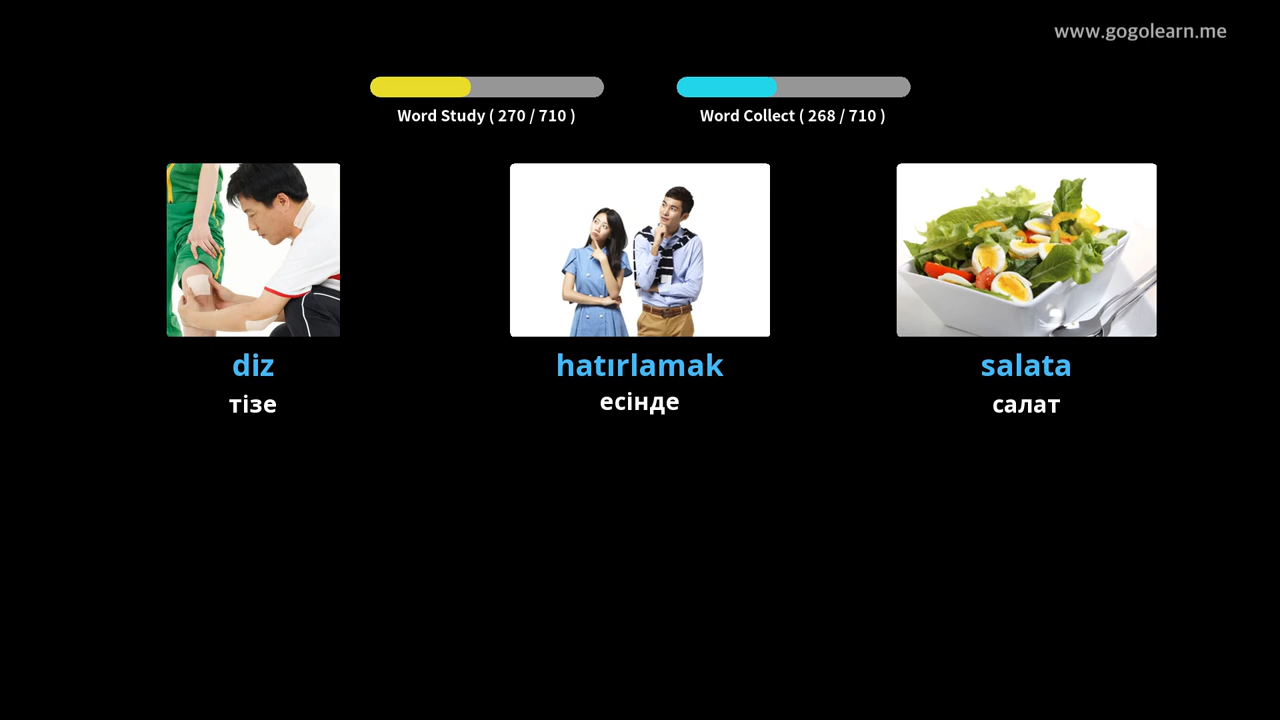 www.gogolearn.me
Word Study ( 270 / 710 )
Word Collect ( 268 / 710 )
diz
hatırlamak
salata
тізе
есінде
салат